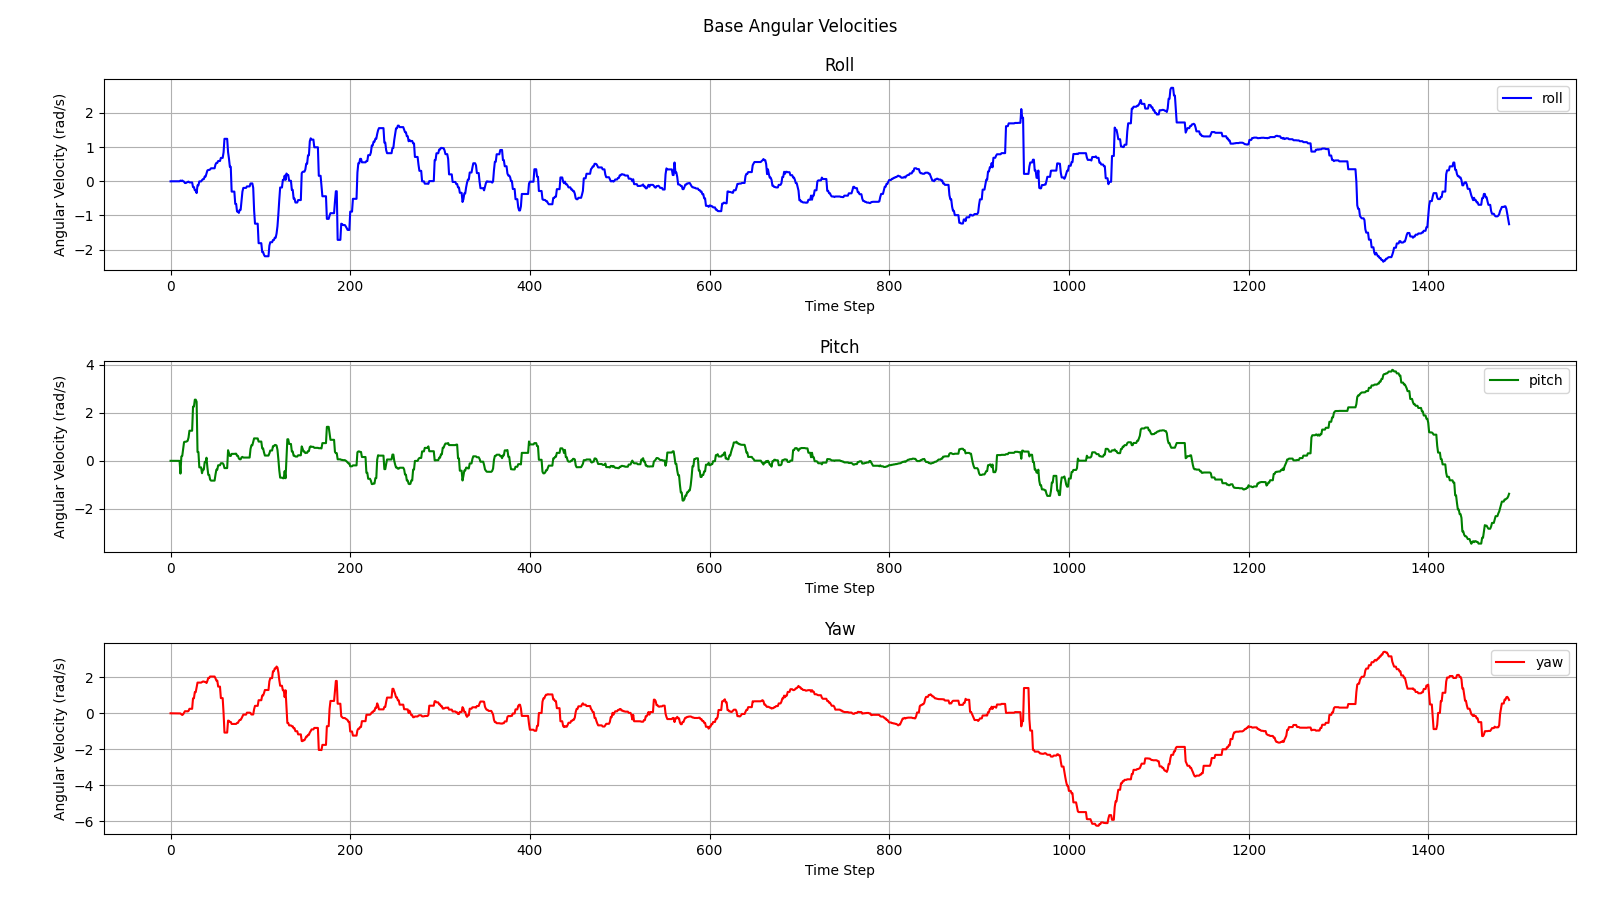 Base Angular Velocities
Roll
Angular Velocity (rad/s)
2
1
0
−1
−2
roll
0 200 400 600 800 1000 1200 1400
Time Step
Pitch
Angular Velocity (rad/s)
4
2
0
−2
pitch
0 200 400 600 800 1000 1200 1400
Time Step
Yaw
Angular Velocity (rad/s)
2
0
−2
−4
−6
yaw
0 200 400 600 800 1000 1200 1400
Time Step